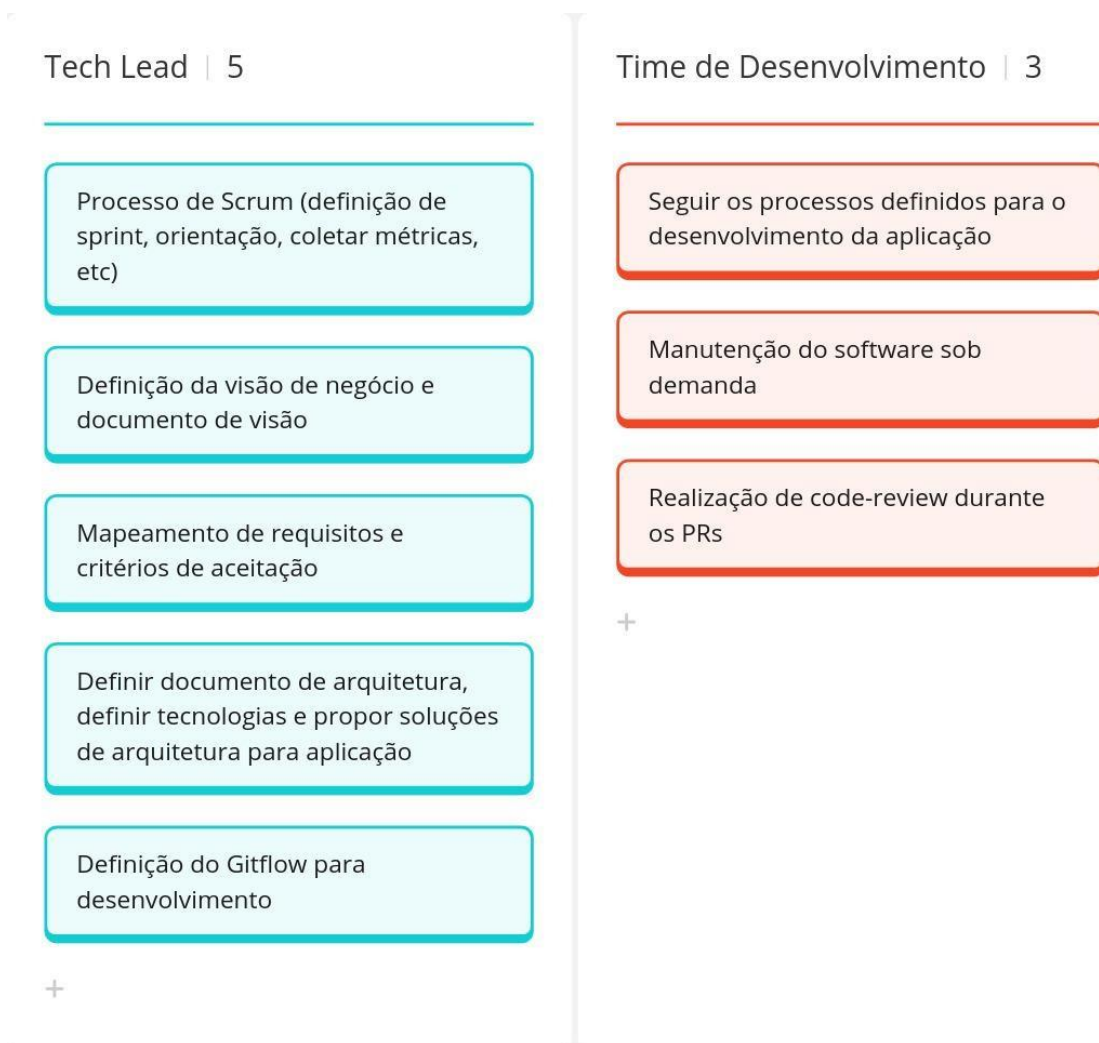 Tech Lead | 5
Processo de Scrum (definição de
sprint, orientação, coletar métricas,
etc)
Definição da visão de negócio e
documento de visão
Mapeamento de requisitos e
critérios de aceitação
Definir documento de arquitetura,
definir tecnologias e propor soluções
de arquitetura para aplicação
Definição do Gitflow para
desenvolvimento
+
Time de Desenvolvimento | 3
Seguir os processos definidos para o
desenvolvimento da aplicação
Manutenção do software sob
demanda
Realização de code-review durante
os PRs
+